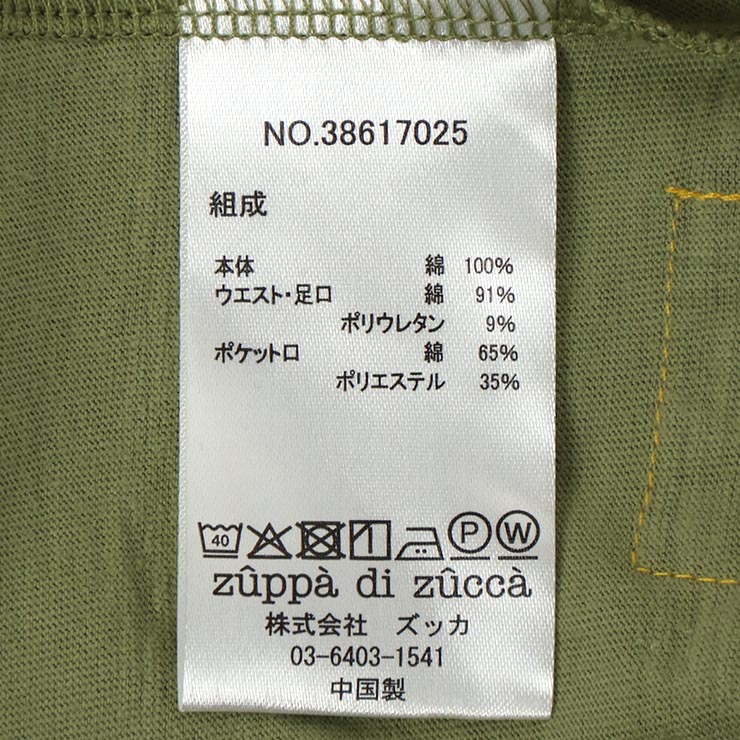 NO.38617025
組成
本体 綿 100%
ウエスト・足口 綿 91%
ポリウレタン 9%
ポケット口 綿 65%
ポリエステル 35%
40 P W
zûppà di zûccà
株式会社 ズッカ
03-6403-1541
中国製